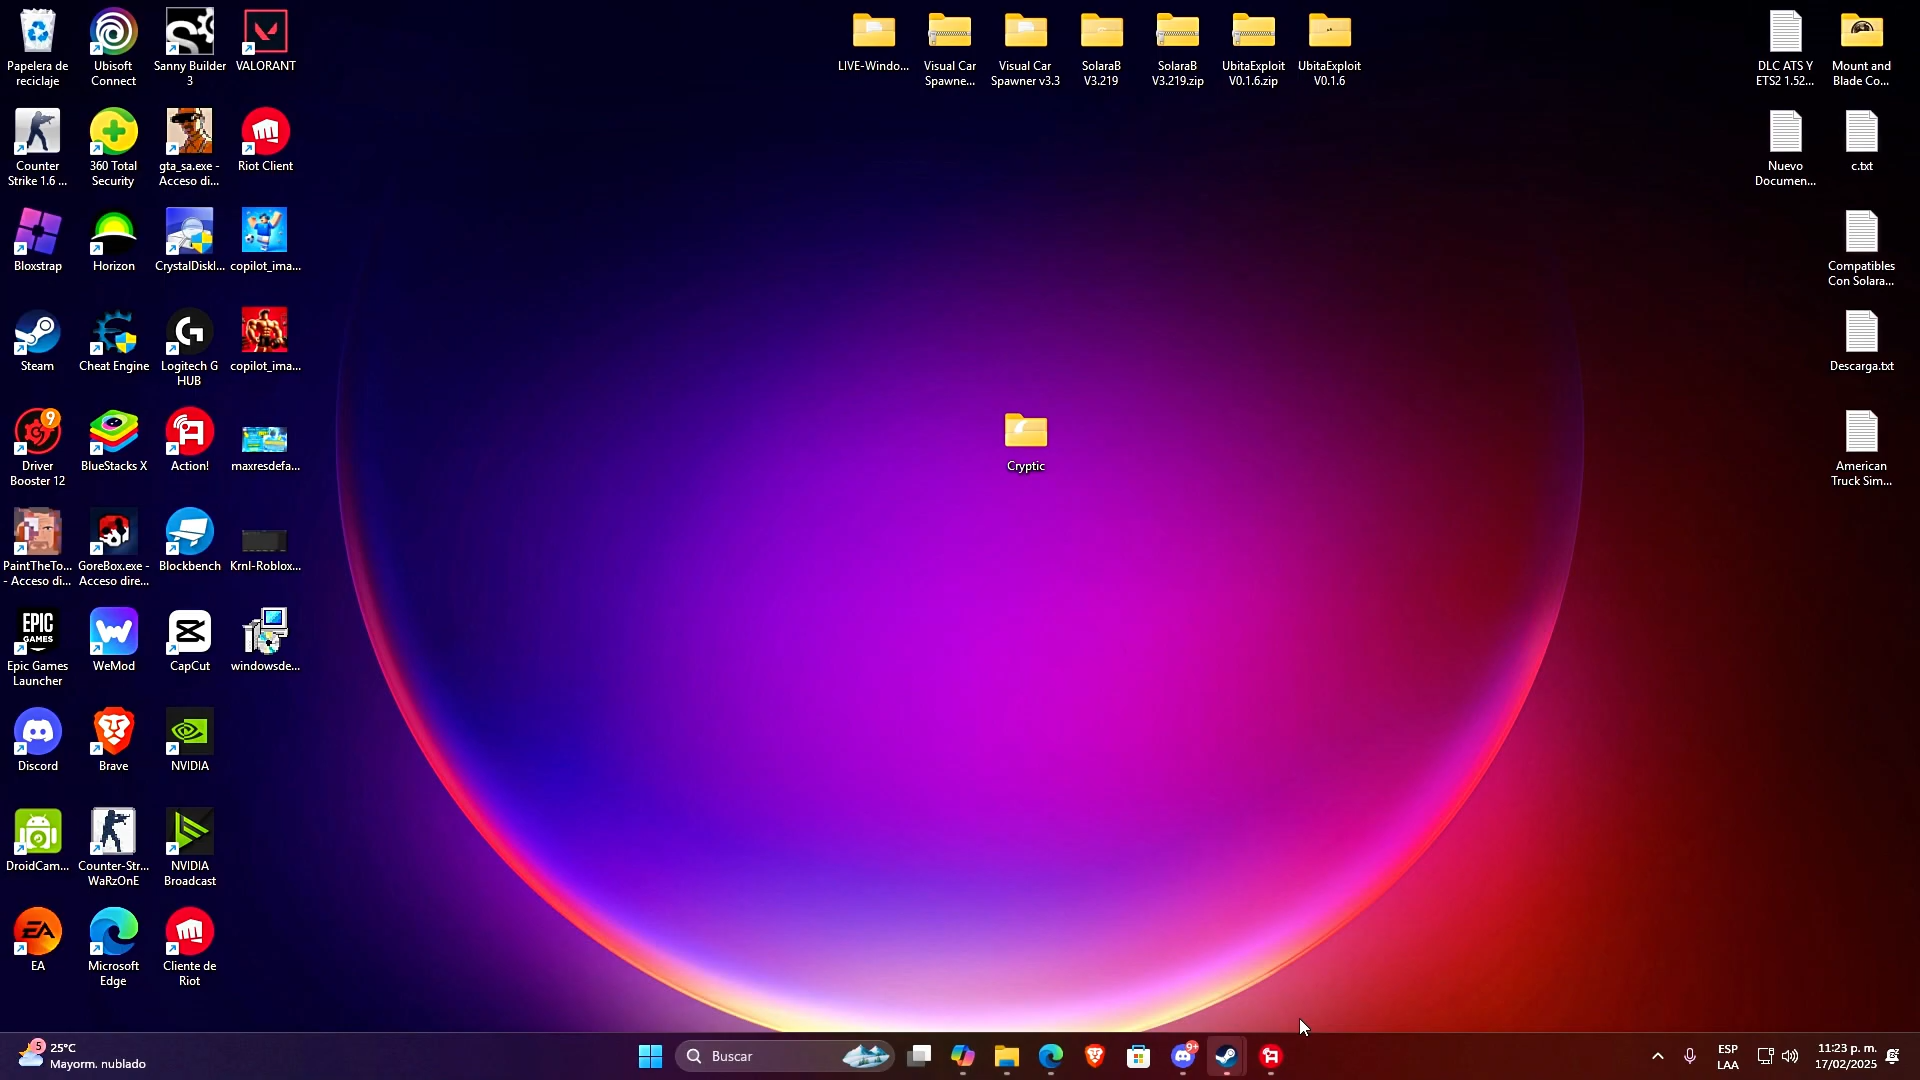 Papelera de
reciclaje
Ubisoft
Connect
Sanny Builder
3
VALORANT
LIVE-Windo...
Visual Car
Spawne...
Visual Car
Spawner v3.3
SolaraB
V3.219
SolaraB
V3.219.zip
UbitaExploit
V0.1.6.zip
UbitaExploit
V0.1.6
DLC ATS Y
ETS2 1.52...
Mount and
Blade Co...
Counter
Strike 1.6 ...
360 Total
Security
gta_sa.exe -
Acceso di...
Riot Client
Nuevo
Documen...
c.txt
Bloxstrap
Horizon
CrystalDiskI...
copilot_ima...
Compatibles
Con Solara...
Steam
Cheat Engine
Logitech G
HUB
copilot_ima...
Descarga.txt
9
Driver
Booster 12
BlueStacks X
Action!
maxresdefa...
Cryptic
American
Truck Sim...
PaintTheTo...
- Acceso di...
GoreBox.exe -
Acceso dire...
Blockbench
Krnl-Roblox...
EPIC
GAMES
Epic Games
Launcher
WeMod
CapCut
windowsde...
Discord
Brave
NVIDIA
DroidCam...
Counter-Str...
WaRzOnE
NVIDIA
Broadcast
EA
EA
Microsoft
Edge
Cliente de
Riot
5
25°C
Mayorm. nublado
Buscar
9+
ESP
LAA
11:23 p. m.
17/02/2025